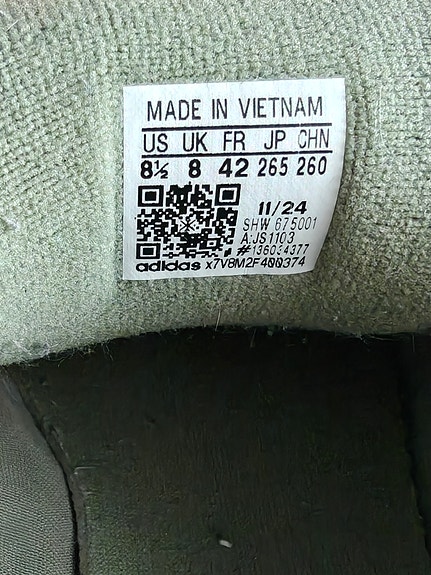 MADE IN VIETNAM
US UK FR JP CHN
8½ 8 42 265 260
11/24
SHW 675001
A:JS1103
#136034377
adidas x7V8M2F400374